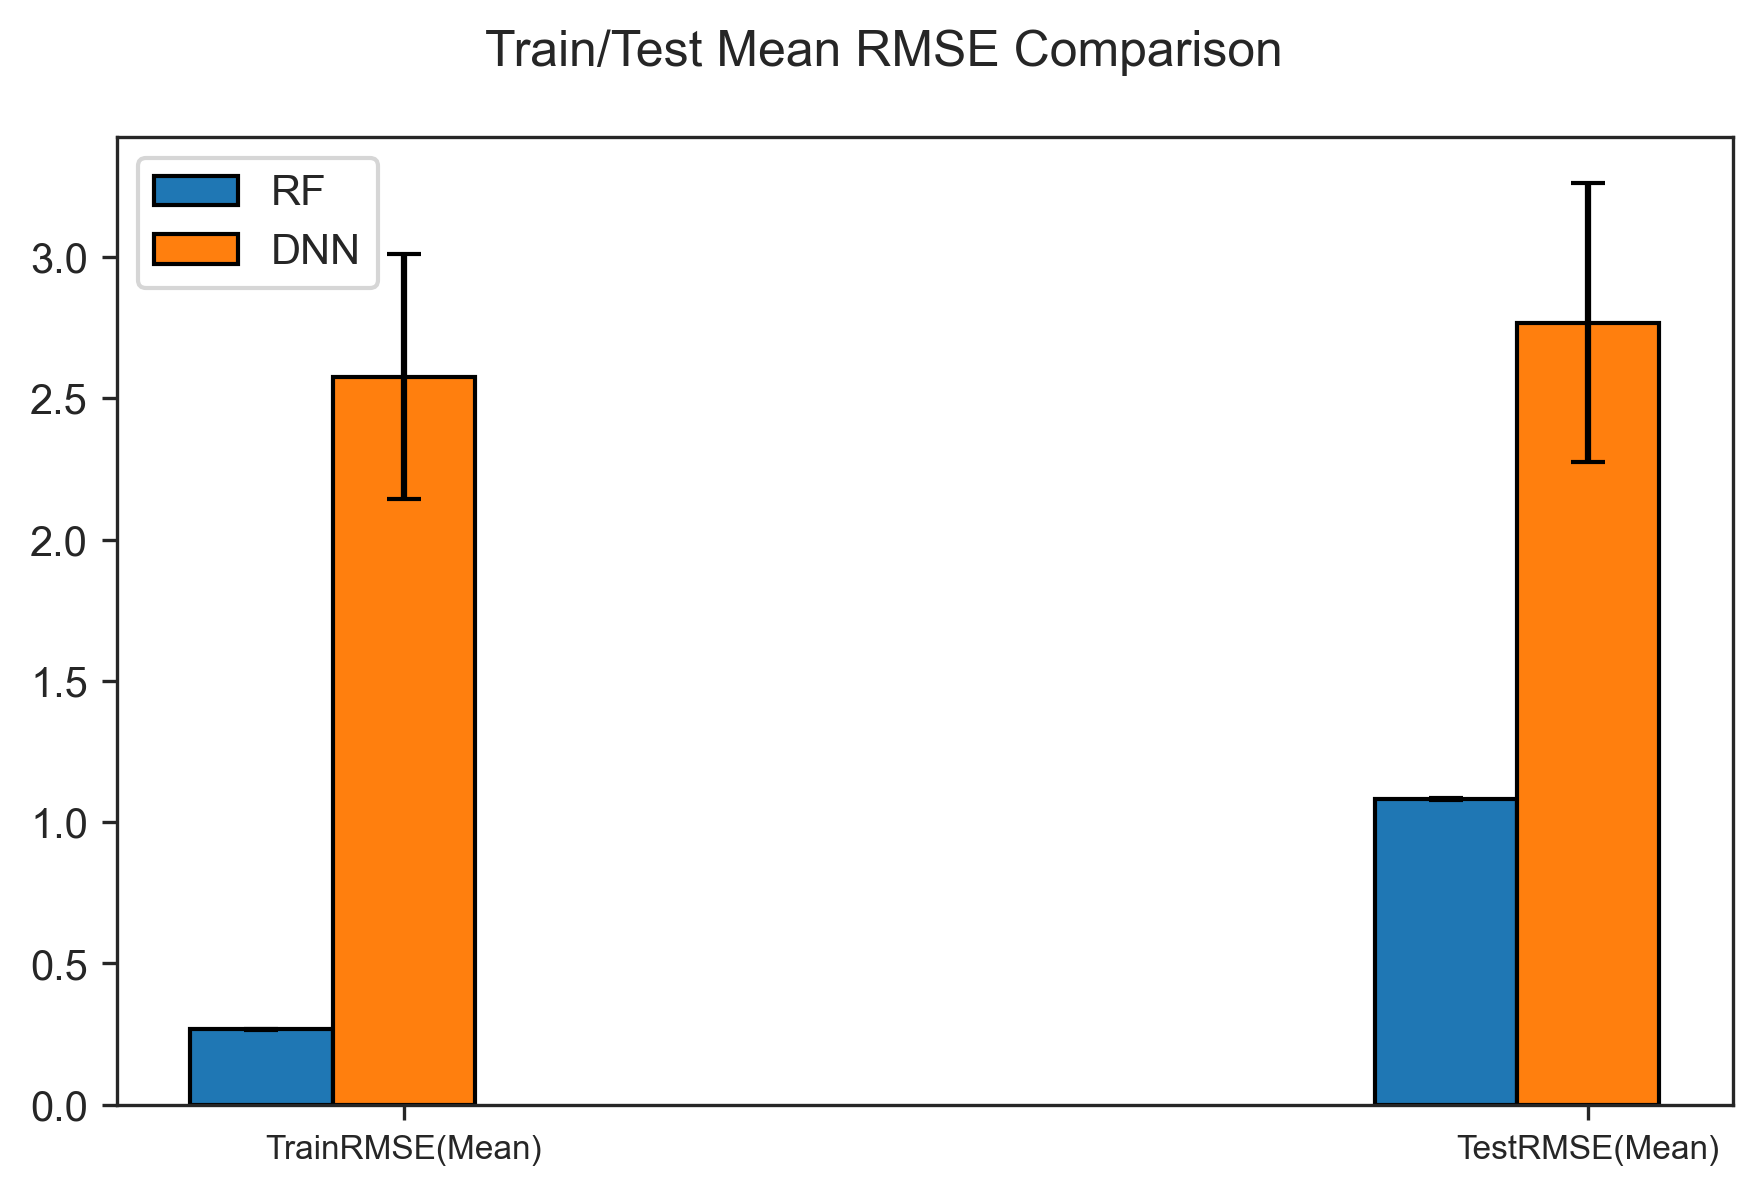 Train/Test Mean RMSE Comparison
RF
DNN
3.0
2.5
2.0
1.5
1.0
0.5
0.0
TrainRMSE(Mean)
TestRMSE(Mean)